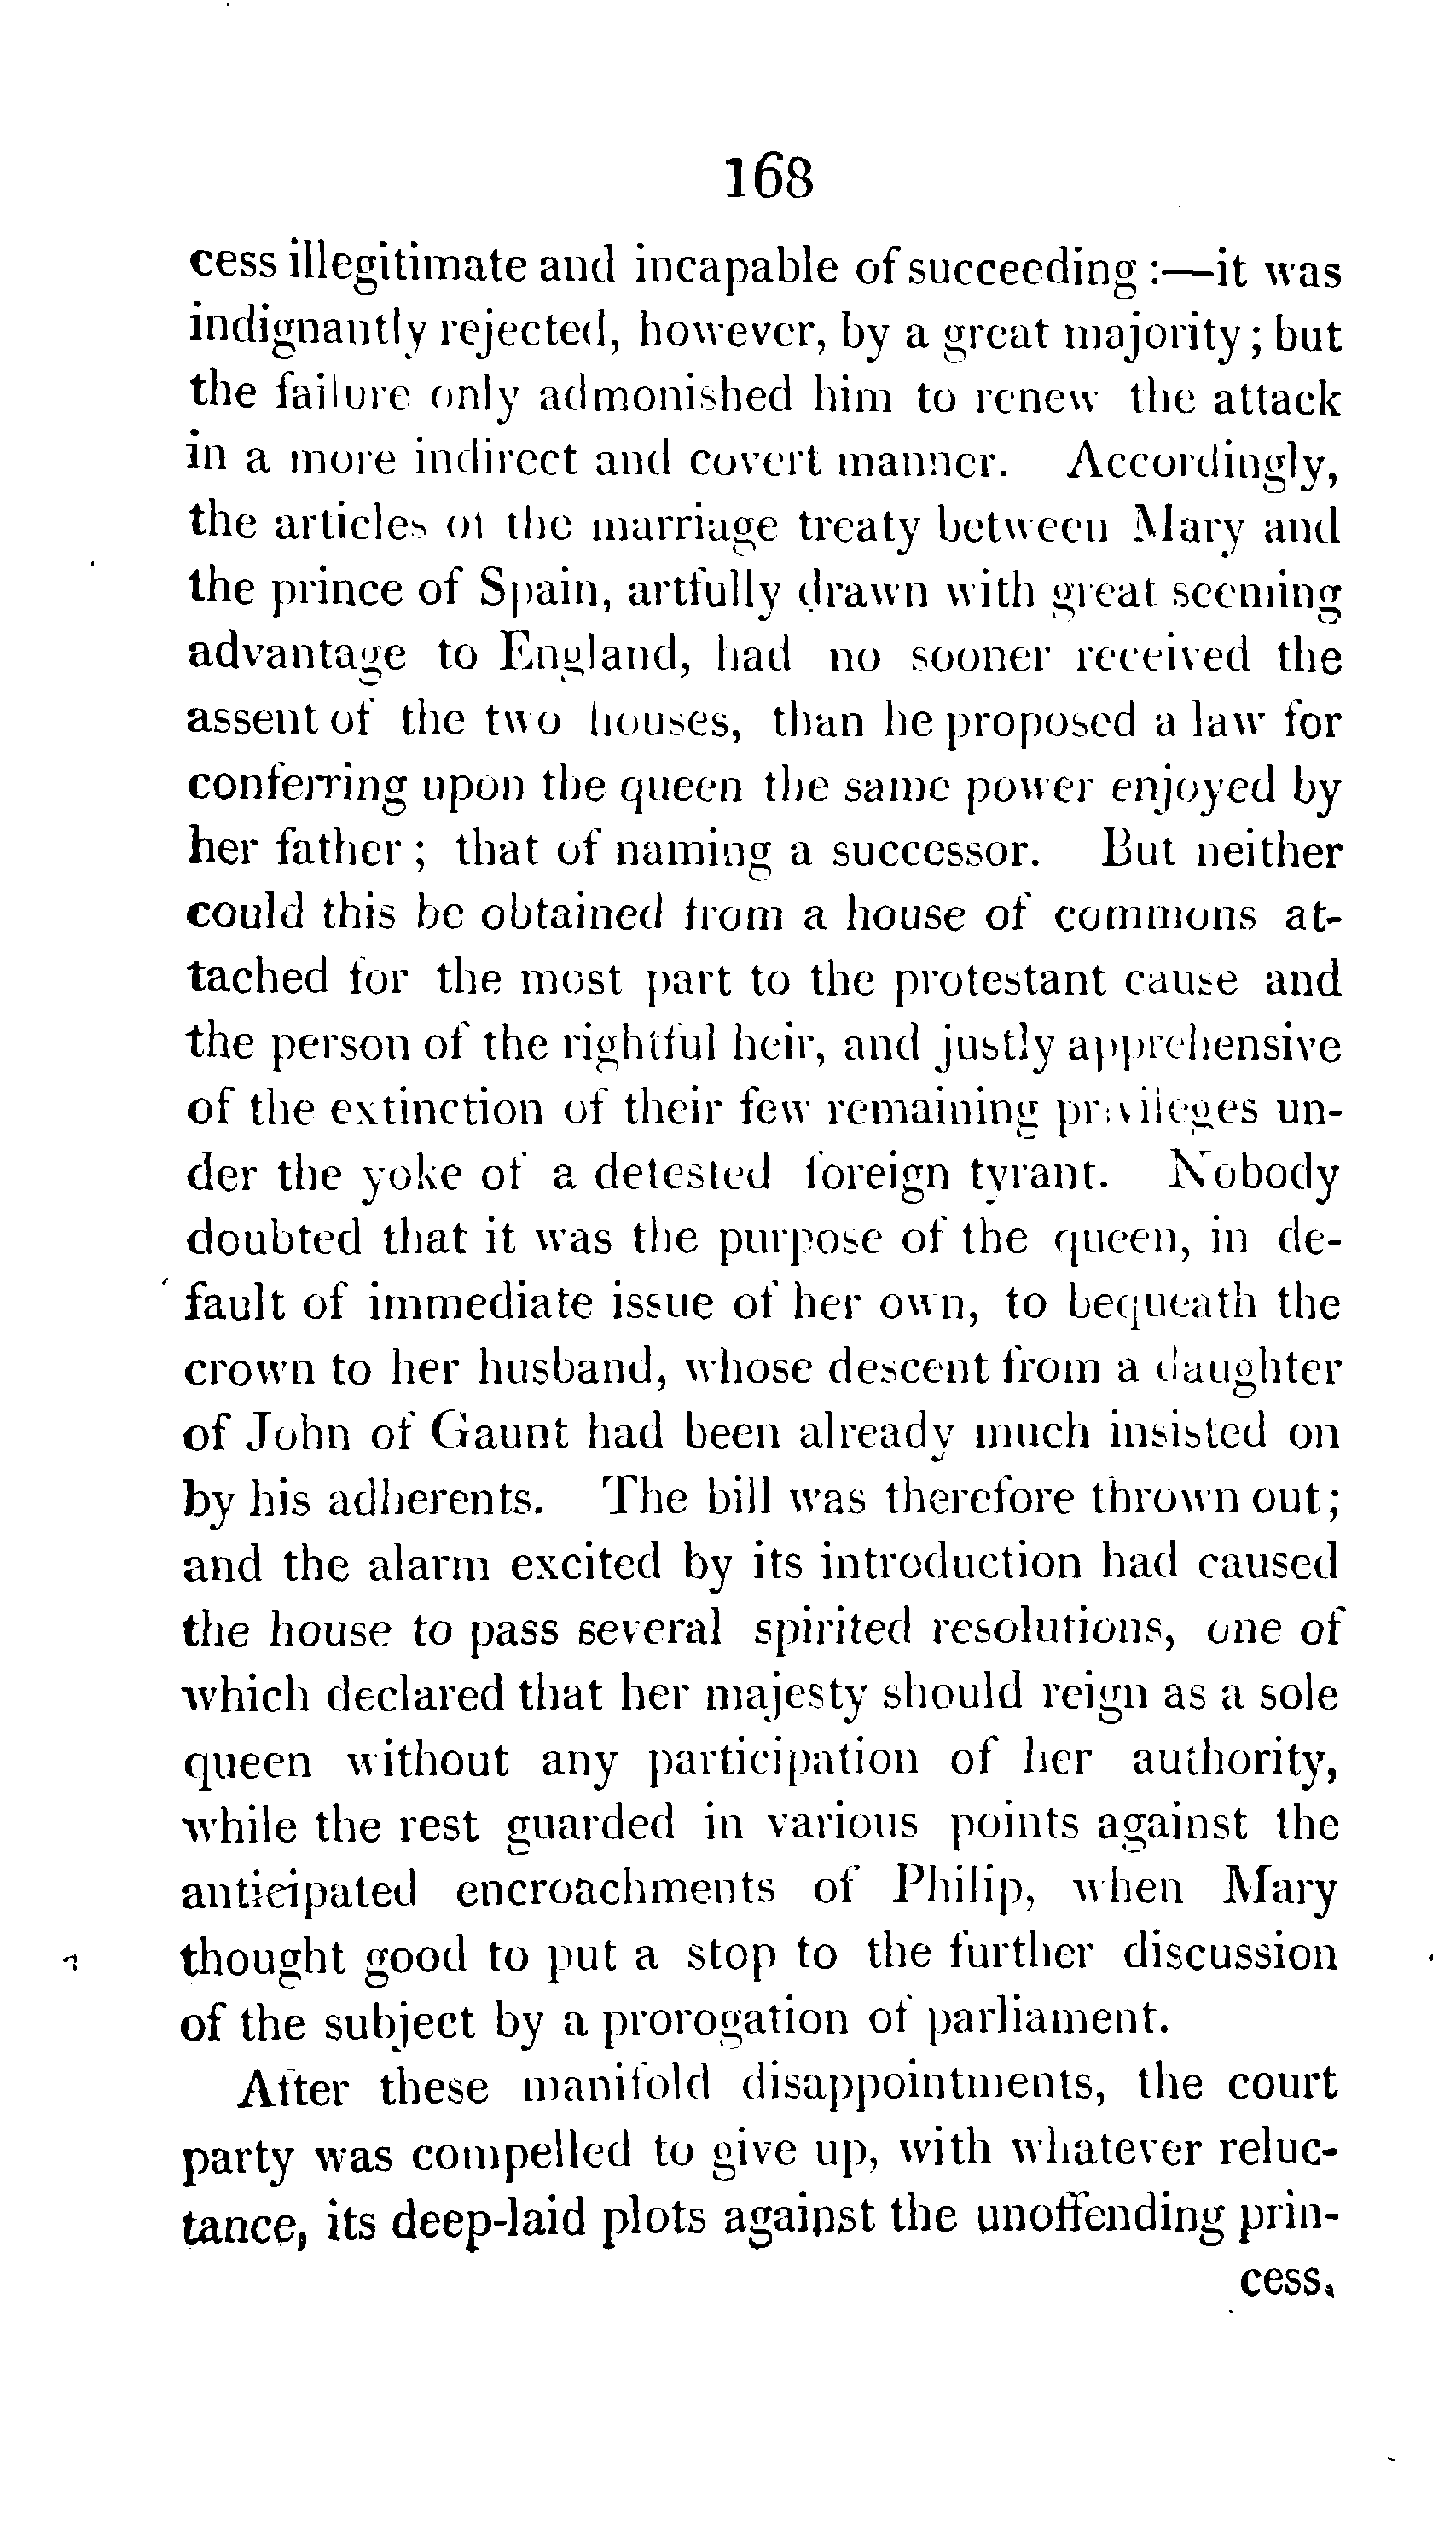 168
cess illegitimate and incapable of succeeding :—it was
indignantly rejected, however, by a great majority ; but
the failure only admonished him to renew the attack
in a more indirect and covert manner. Accordingly,
the articles of the marriage treaty between Mary and
the prince of Spain, artfully drawn with great seeming
advantage to England, had no sooner received the
assent of the two houses, than he proposed a law for
conferring upon the queen the same power enjoyed by
her father ; that of naming a successor. But neither
could this be obtained from a house of commons at-
tached for the most part to the protestant cause and
the person of the rightful heir, and justly apprehensive
of the extinction of their few remaining privileges un-
der the yoke of a detested foreign tyrant. Nobody
doubted that it was the purpose of the queen, in de-
fault of immediate issue of her own, to bequeath the
crown to her husband, whose descent from a daughter
of John of Gaunt had been already much insisted on
by his adherents. The bill was therefore thrown out;
and the alarm excited by its introduction had caused
the house to pass several spirited resolutions, one of
which declared that her majesty should reign as a sole
queen without any participation of her authority,
while the rest guarded in various points against the
anticipated encroachments of Philip, when Mary
thought good to put a stop to the further discussion
of the subject by a prorogation of parliament.
After these manifold disappointments, the court
party was compelled to give up, with whatever reluc-
tance, its deep-laid plots against the unoffending prin-
cess,